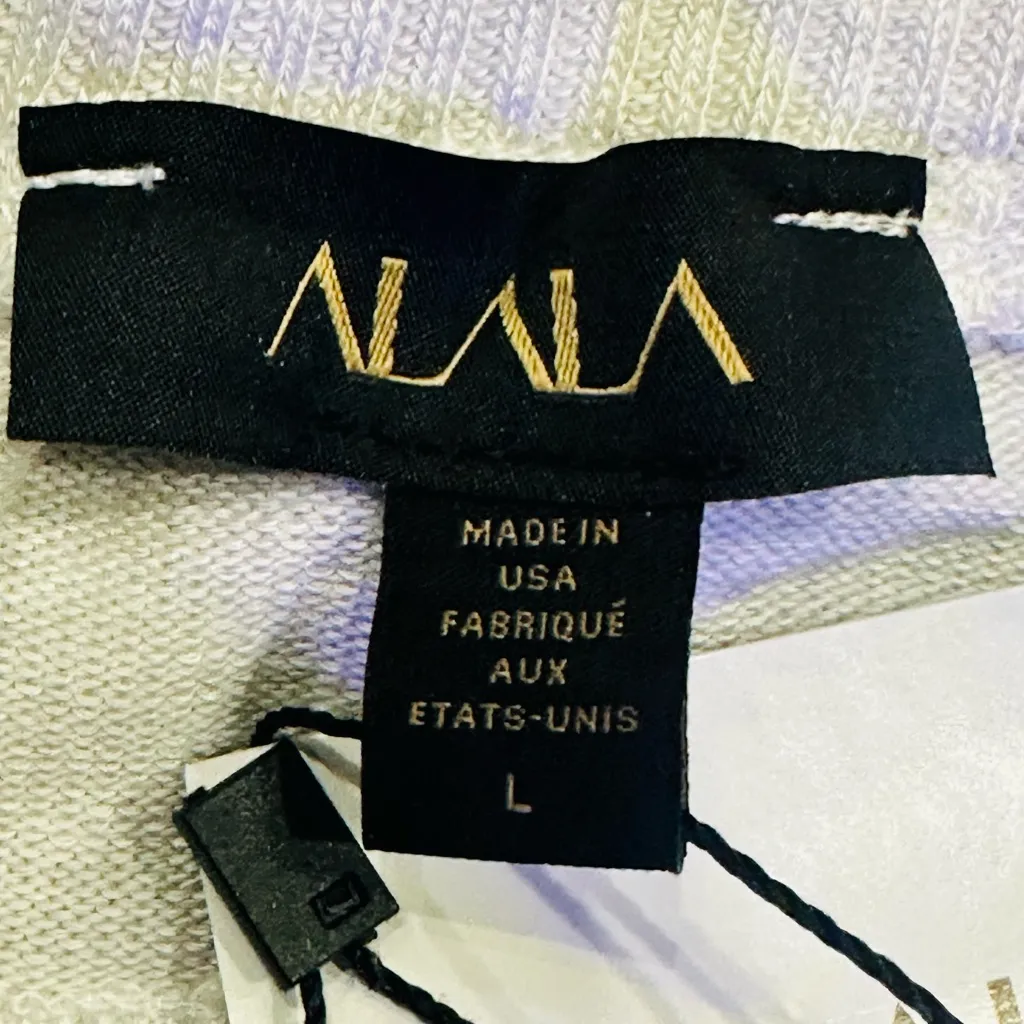 ALALA
MADE IN
USA
FABRIQUÉ
AUX
ETATS-UNIS
L